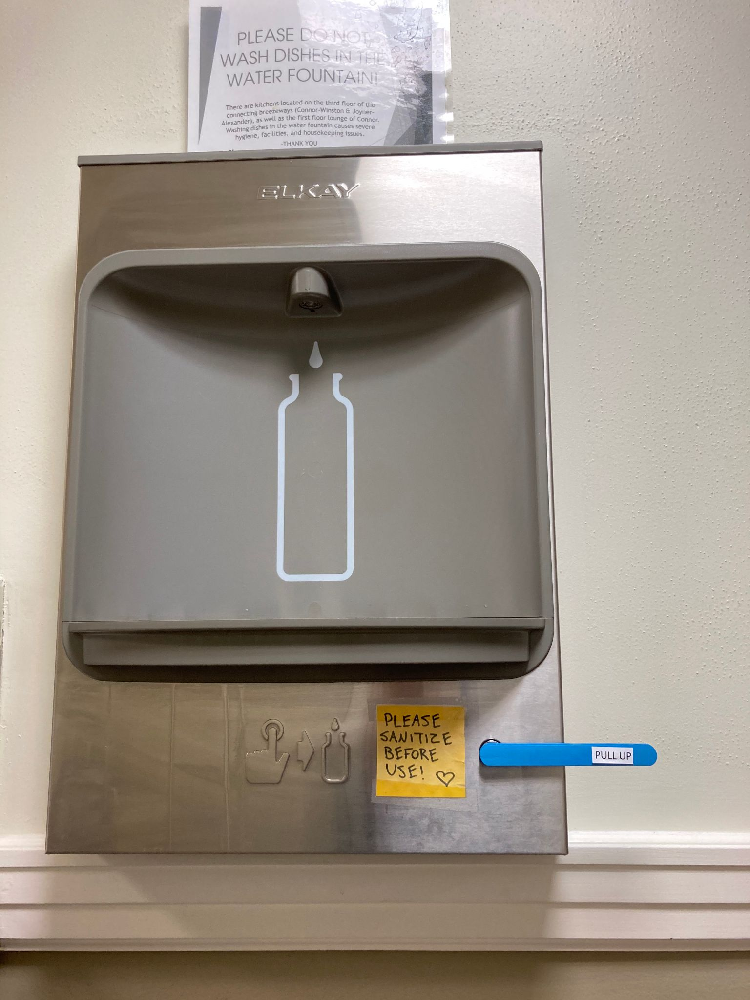 PLEASE DO NOT
WASH DISHES IN THE
WATER FOUNTAIN!
There are kitchens located on the third floor of the
connecting breezeways (Connor-Winston & Joyner-
Alexander), as well as the first floor lounge of Connor.
Washing dishes in the water fountain causes severe
hygiene, facilities, and housekeeping issues.
-THANK YOU
ELKAY
PLEASE
SANITIZE
BEFORE
USE! ♡
PULL UP